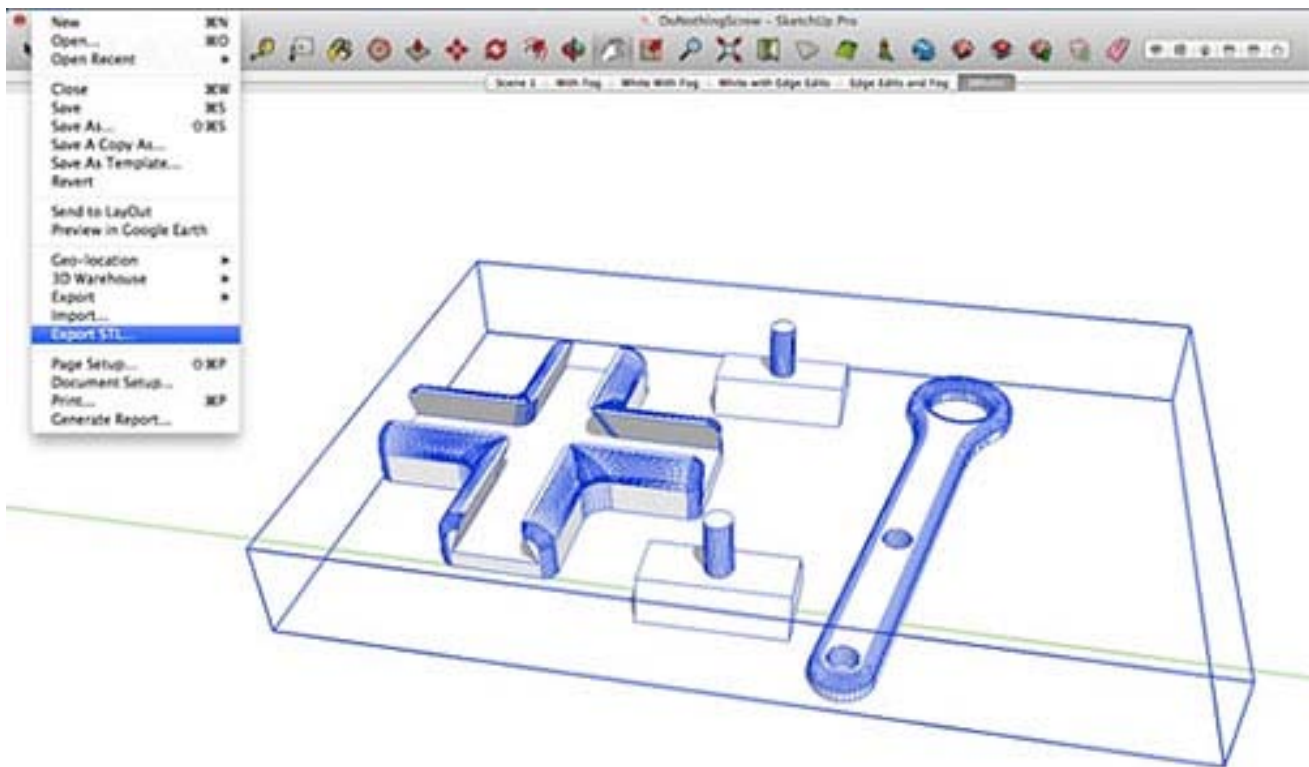 DoNothingScrew - SketchUp Pro
Scene 1 With Fog White With Fog White with Edge Edits Edge Edits and Fog
New ⌘N
Open... ⌘O
Open Recent
Close ⌘W
Save ⌘S
Save As... ⇧⌘S
Save A Copy As...
Save As Template...
Revert
Send to LayOut
Preview in Google Earth
Geo-location
3D Warehouse
Export
Import...
Export STL...
Page Setup... ⇧⌘P
Document Setup...
Print... ⌘P
Generate Report...